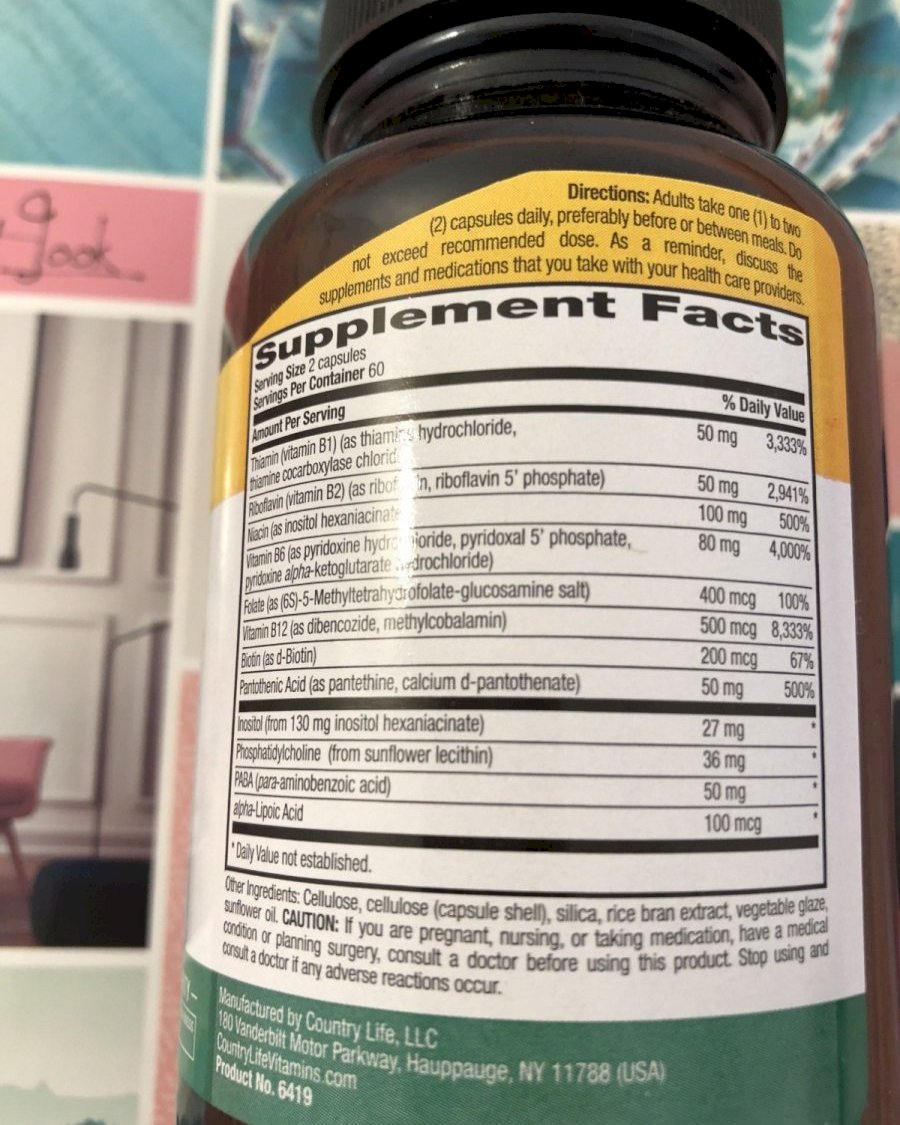 Look
Directions: Adults take one (1) to two
(2) capsules daily, preferably before or between meals. Do
not exceed recommended dose. As a reminder, discuss the
supplements and medications that you take with your health care providers.
Supplement Facts
Serving Size 2 capsules
Servings Per Container 60
Amount Per Serving % Daily Value
Thiamin (vitamin B1) (as thiamine hydrochloride, 50 mg 3,333%
thiamine cocarboxylase chloride
Riboflavin (vitamin B2) (as riboflavin, riboflavin 5' phosphate) 50 mg 2,941%
Niacin (as inositol hexaniacinate 100 mg 500%
Vitamin B6 (as pyridoxine hydrochloride, pyridoxal 5' phosphate, 80 mg 4,000%
pyridoxine alpha-ketoglutarate hydrochloride)
Folate (as (6S)-5-Methyltetrahydrofolate-glucosamine salt) 400 mcg 100%
Vitamin B12 (as dibencozide, methylcobalamin) 500 mcg 8,333%
Biotin (as d-Biotin) 200 mcg 67%
Pantothenic Acid (as pantethine, calcium d-pantothenate) 50 mg 500%
Inositol (from 130 mg inositol hexaniacinate) 27 mg *
Phosphatidylcholine (from sunflower lecithin) 36 mg *
PABA (para-aminobenzoic acid) 50 mg *
alpha-Lipoic Acid 100 mcg *
* Daily Value not established.
Other Ingredients: Cellulose, cellulose (capsule shell), silica, rice bran extract, vegetable glaze,
sunflower oil. CAUTION: If you are pregnant, nursing, or taking medication, have a medical
condition or planning surgery, consult a doctor before using this product. Stop using and
consult a doctor if any adverse reactions occur.
Manufactured by Country Life, LLC
180 Vanderbilt Motor Parkway, Hauppauge, NY 11788 (USA)
CountryLifeVitamins.com
Product No. 6419